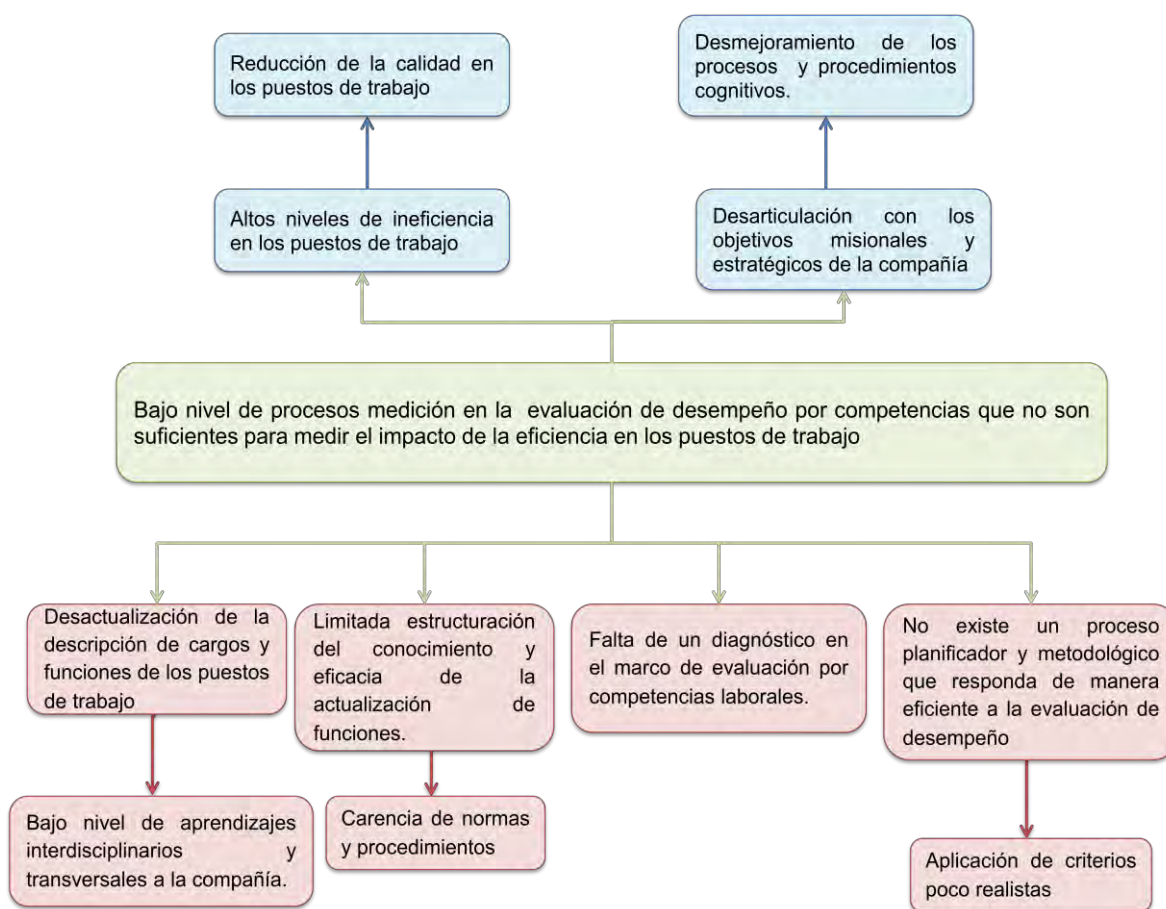 Reducción de la calidad en
los puestos de trabajo
Desmejoramiento de los
procesos y procedimientos
cognitivos.
Altos niveles de ineficiencia
en los puestos de trabajo
Desarticulación con los
objetivos misionales y
estratégicos de la compañía
Bajo nivel de procesos medición en la evaluación de desempeño por competencias que no son
suficientes para medir el impacto de la eficiencia en los puestos de trabajo
Desactualización de la
descripción de cargos y
funciones de los puestos
de trabajo
Limitada estructuración
del conocimiento y
eficacia de la
actualización de
funciones.
Falta de un diagnóstico en
el marco de evaluación por
competencias laborales.
No existe un proceso
planificador y metodológico
que responda de manera
eficiente a la evaluación de
desempeño
Bajo nivel de aprendizajes
interdisciplinarios y
transversales a la compañía.
Carencia de normas
y procedimientos
Aplicación de criterios
poco realistas